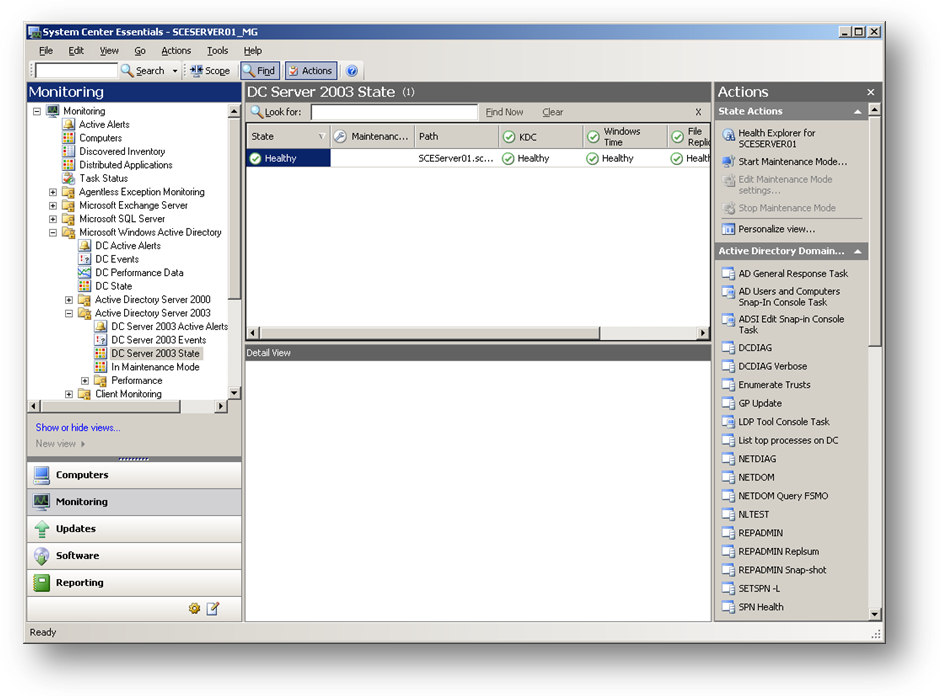 System Center Essentials - SCESERVER01_MG
File Edit View Go Actions Tools Help
Search Scope Find Actions
Monitoring
Monitoring
Active Alerts
Computers
Discovered Inventory
Distributed Applications
Task Status
Agentless Exception Monitoring
Microsoft Exchange Server
Microsoft SQL Server
Microsoft Windows Active Directory
DC Active Alerts
DC Events
DC Performance Data
DC State
Active Directory Server 2000
Active Directory Server 2003
DC Server 2003 Active Alerts
DC Server 2003 Events
DC Server 2003 State
In Maintenance Mode
Performance
Client Monitoring
Show or hide views...
New view
Computers
Monitoring
Updates
Software
Reporting
DC Server 2003 State (1)
Look for: Find Now Clear X
State Maintenanc... Path KDC Windows Time File Replic
Healthy SCEServer01.sc... Healthy Healthy Healt
Detail View
Actions
State Actions
Health Explorer for
SCESERVER01
Start Maintenance Mode...
Edit Maintenance Mode
settings...
Stop Maintenance Mode
Personalize view...
Active Directory Domain...
AD General Response Task
AD Users and Computers
Snap-In Console Task
ADSI Edit Snap-in Console
Task
DCDIAG
DCDIAG Verbose
Enumerate Trusts
GP Update
LDP Tool Console Task
List top processes on DC
NETDIAG
NETDOM
NETDOM Query FSMO
NLTEST
REPADMIN
REPADMIN Replsum
REPADMIN Snap-shot
SETSPN -L
SPN Health
Ready